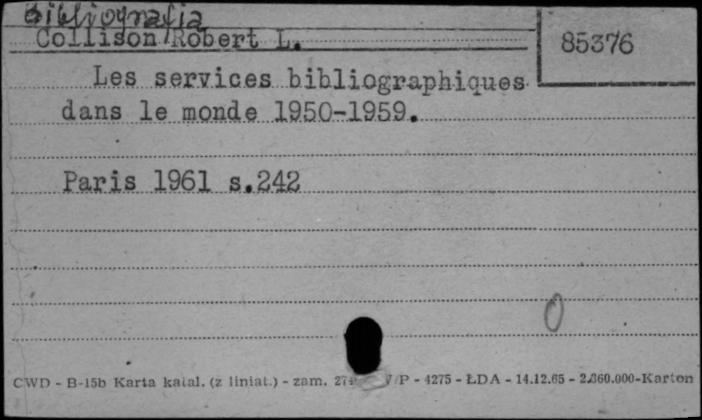 Bibliografia
Collison Robert L.
85376
Les services bibliographiques
dans le monde 1950-1959.
Paris 1961 s.242
0
CWD - B-15b Karta katal. (z liniat.) - zam. /P - 4275 - ŁDA - 14.12.65 - 2.360.000-Karton